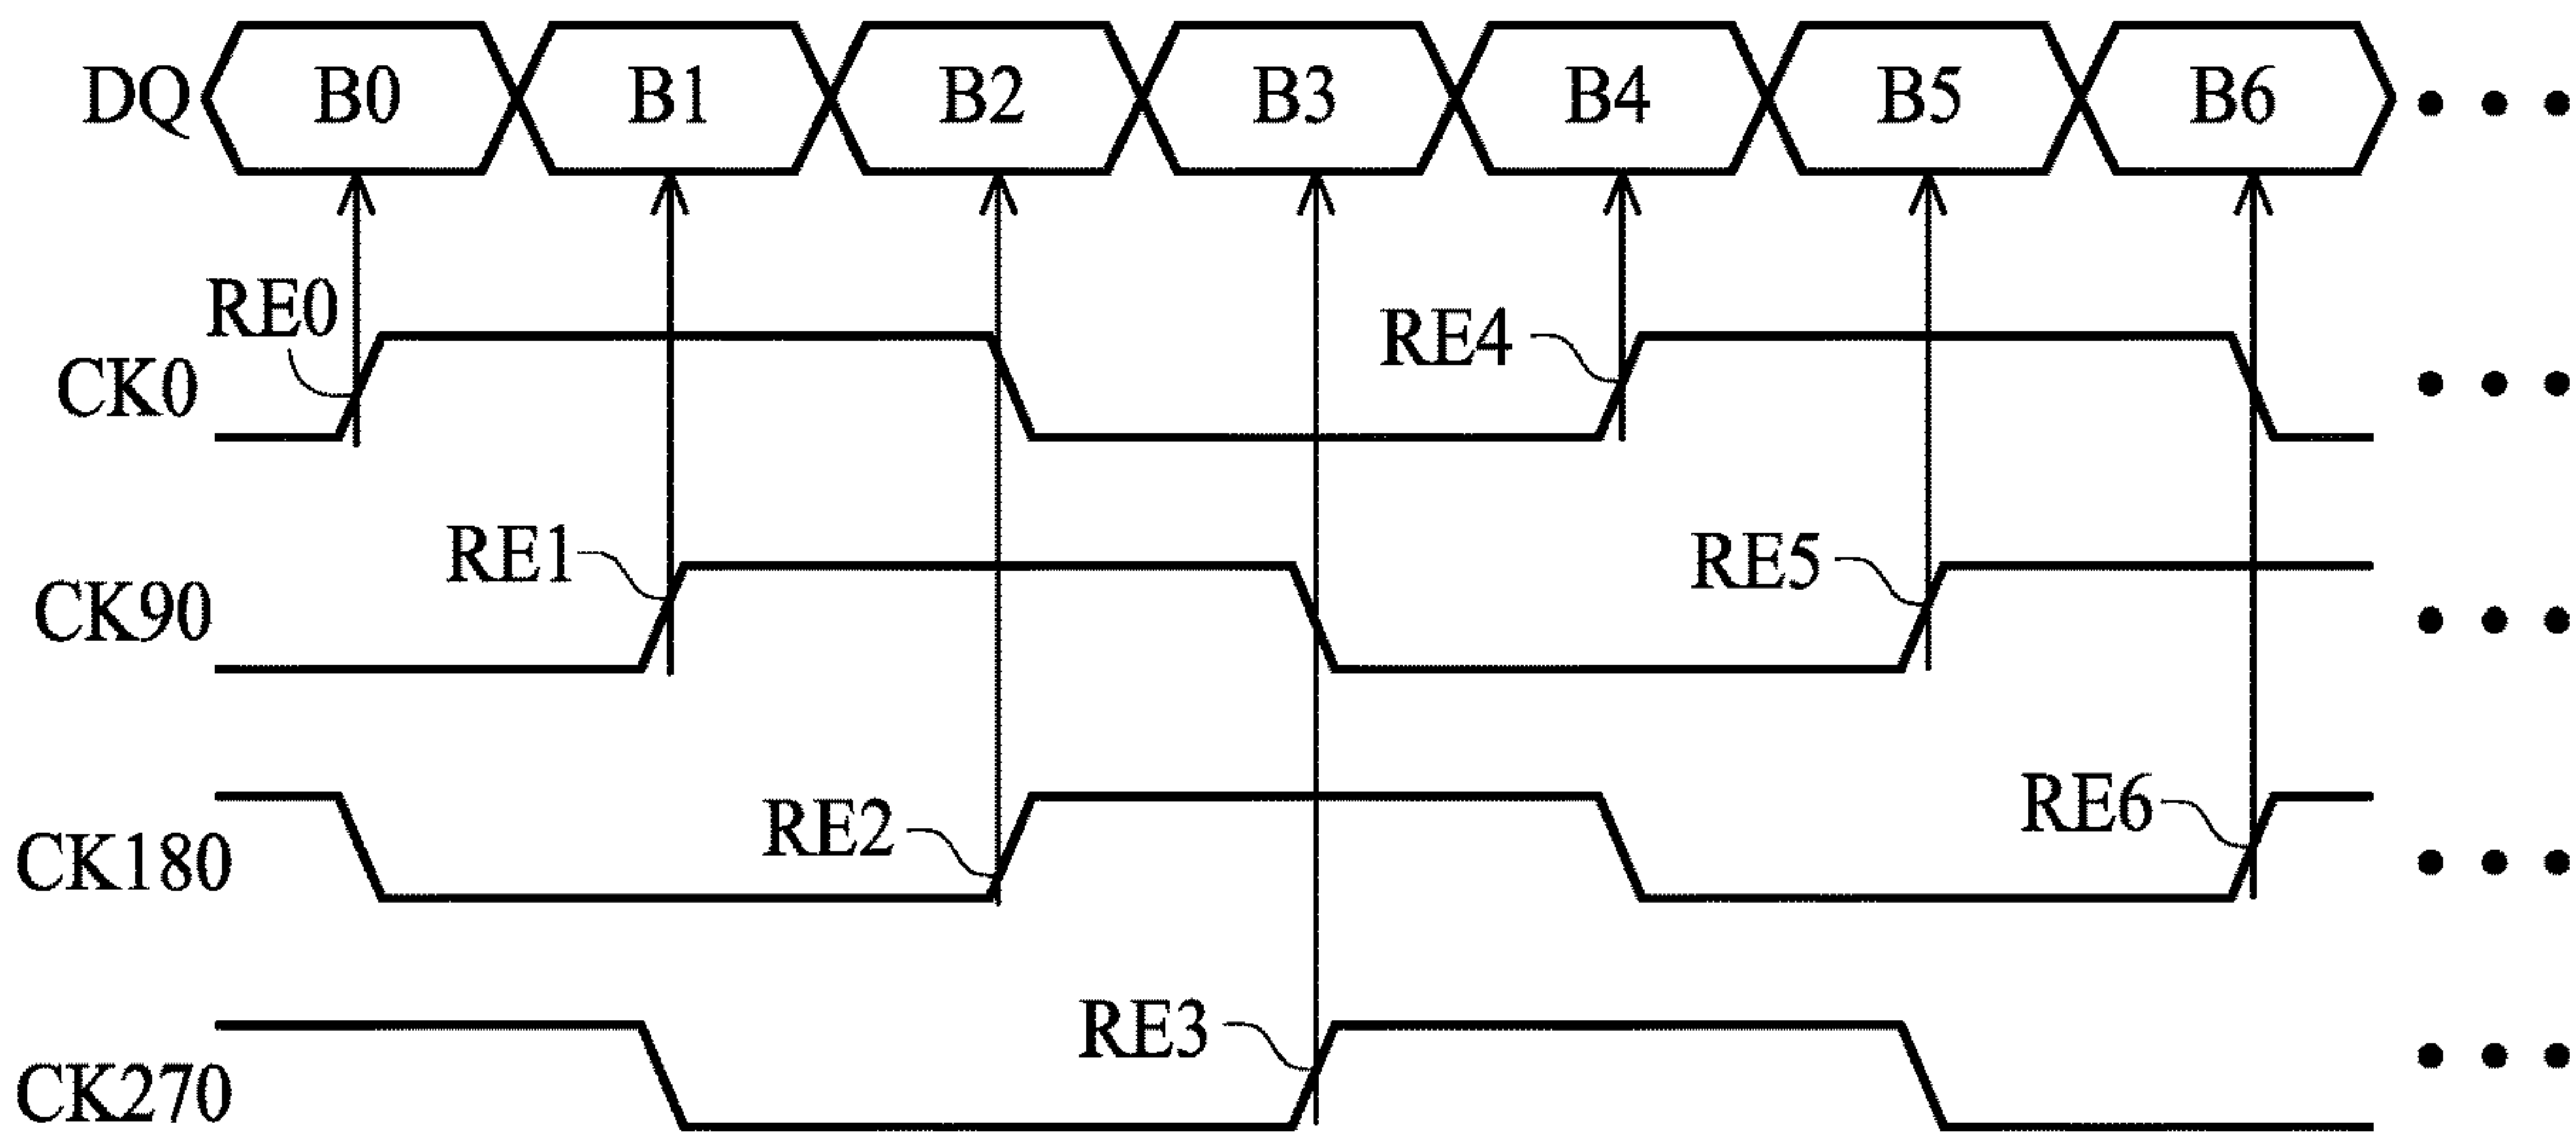 DQ B0 B1 B2 B3 B4 B5 B6
RE0
RE4
CK0
RE1
RE5
CK90
RE6
RE2
CK180
RE3
CK270